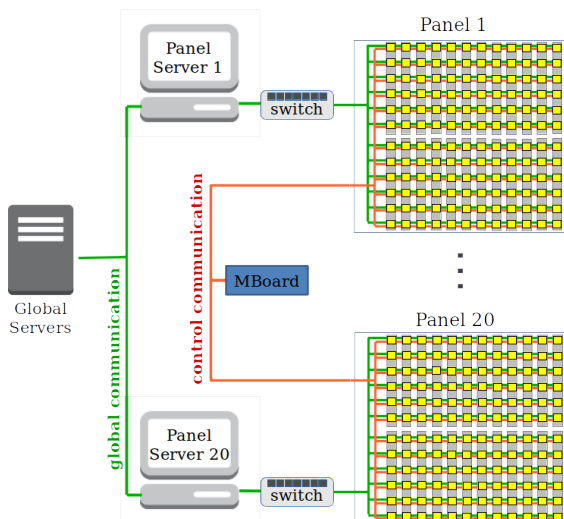 Panel 1
Panel
Server 1
switch
control communication
MBoard
Global
Servers
global communication
Panel 20
Panel
Server 20
switch